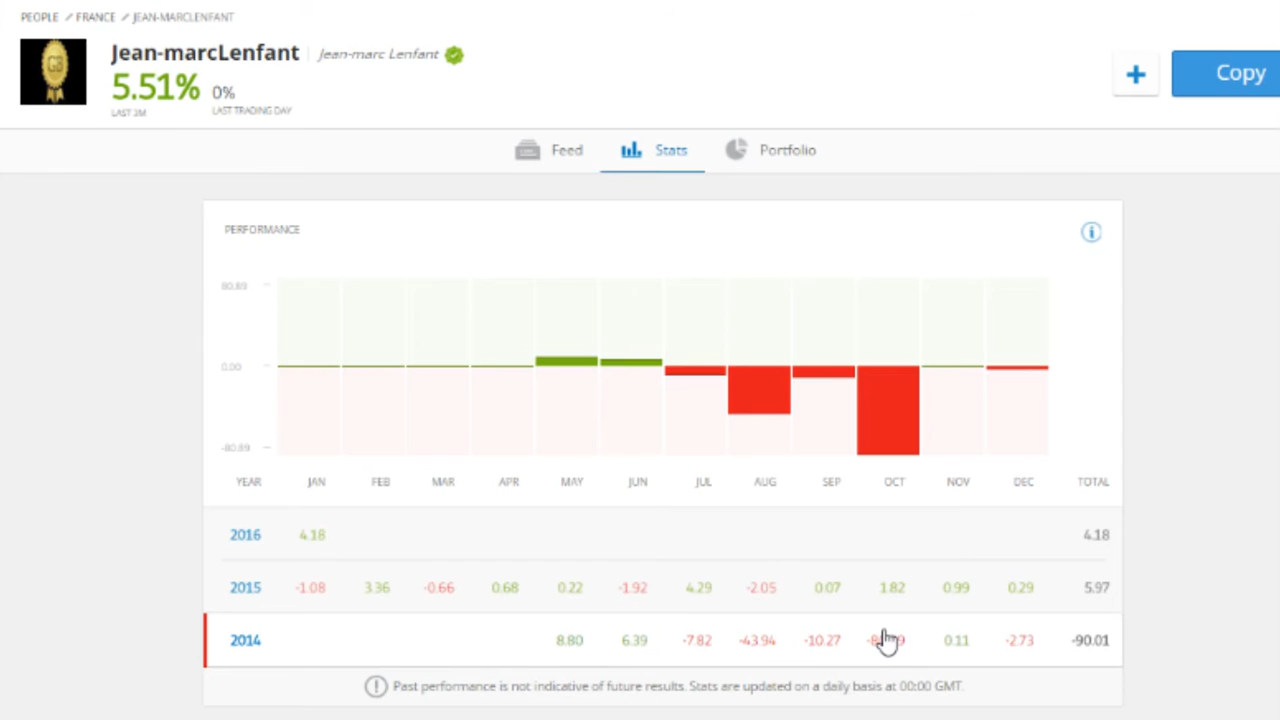 PEOPLE / FRANCE / JEAN-MARCLENFANT
Jean-marcLenfant | Jean-marc Lenfant
5.51% 0%
LAST 3M LAST TRADING DAY
+ Copy
Feed Stats Portfolio
PERFORMANCE
80.89
0.00
-80.89
YEAR JAN FEB MAR APR MAY JUN JUL AUG SEP OCT NOV DEC TOTAL
2016 4.18 4.18
2015 -1.08 3.36 -0.66 0.68 0.22 -1.92 4.29 -2.05 0.07 1.82 0.99 0.29 5.97
2014 8.80 6.39 -7.82 -43.94 -10.27 0.11 -2.73 -90.01
Past performance is not indicative of future results. Stats are updated on a daily basis at 00:00 GMT.